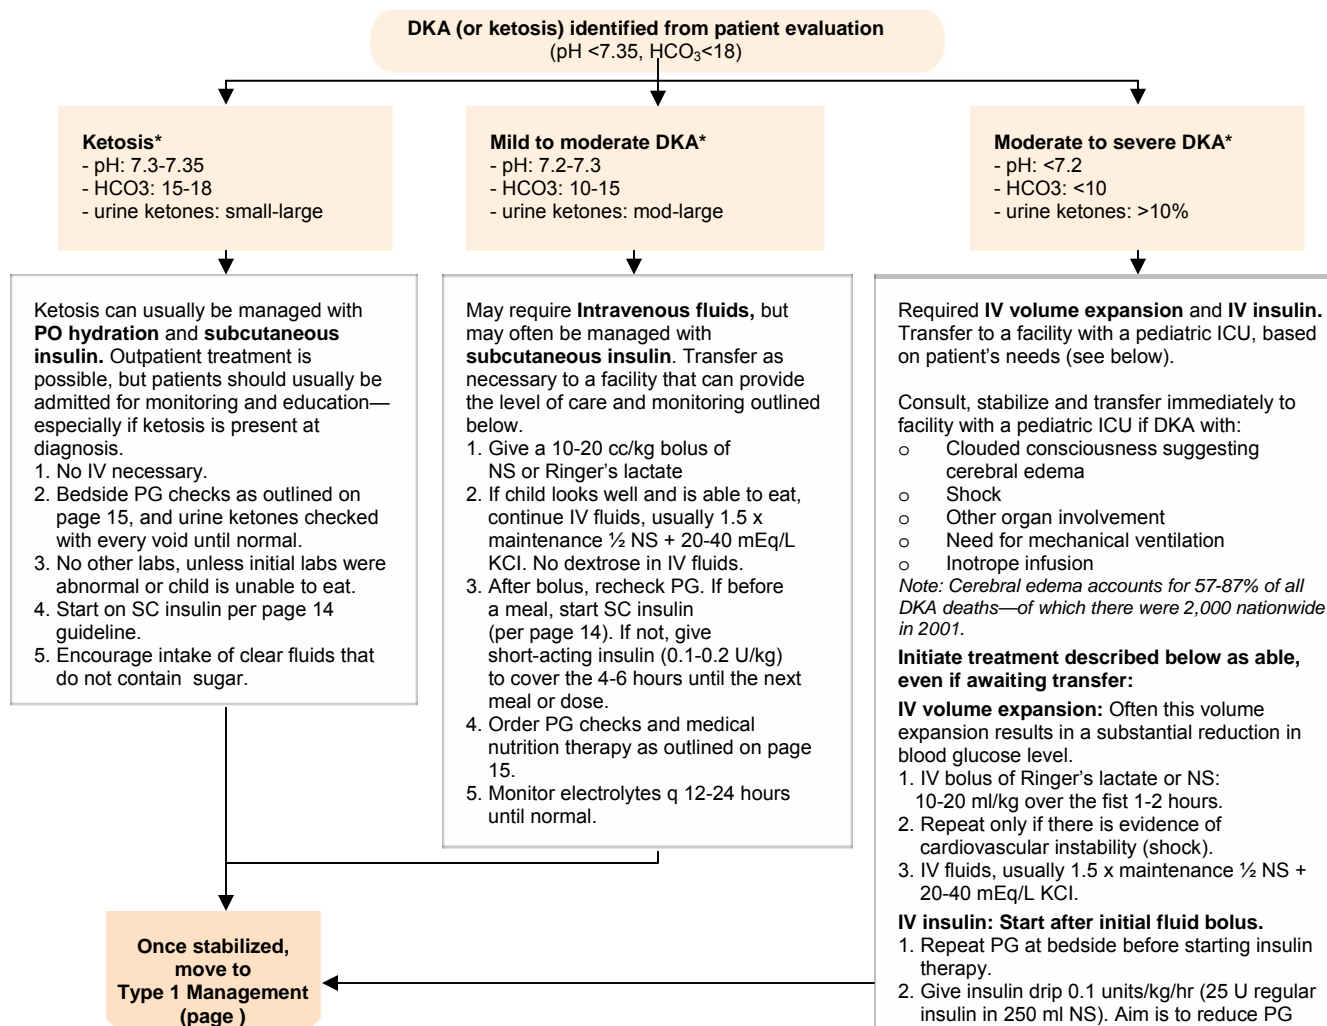 DKA (or ketosis) identified from patient evaluation
(pH <7.35, HCO3<18)
Ketosis*
- pH: 7.3-7.35
- HCO3: 15-18
- urine ketones: small-large
Mild to moderate DKA*
- pH: 7.2-7.3
- HCO3: 10-15
- urine ketones: mod-large
Moderate to severe DKA*
- pH: <7.2
- HCO3: <10
- urine ketones: >10%
Ketosis can usually be managed with
PO hydration and subcutaneous
insulin. Outpatient treatment is
possible, but patients should usually be
admitted for monitoring and education—
especially if ketosis is present at
diagnosis.
1. No IV necessary.
2. Bedside PG checks as outlined on
page 15, and urine ketones checked
with every void until normal.
3. No other labs, unless initial labs were
abnormal or child is unable to eat.
4. Start on SC insulin per page 14
guideline.
5. Encourage intake of clear fluids that
do not contain sugar.
May require Intravenous fluids, but
may often be managed with
subcutaneous insulin. Transfer as
necessary to a facility that can provide
the level of care and monitoring outlined
below.
1. Give a 10-20 cc/kg bolus of
NS or Ringer's lactate
2. If child looks well and is able to eat,
continue IV fluids, usually 1.5 x
maintenance ½ NS + 20-40 mEq/L
KCl. No dextrose in IV fluids.
3. After bolus, recheck PG. If before
a meal, start SC insulin
(per page 14). If not, give
short-acting insulin (0.1-0.2 U/kg)
to cover the 4-6 hours until the next
meal or dose.
4. Order PG checks and medical
nutrition therapy as outlined on page
15.
5. Monitor electrolytes q 12-24 hours
until normal.
Required IV volume expansion and IV insulin.
Transfer to a facility with a pediatric ICU, based
on patient's needs (see below).
Consult, stabilize and transfer immediately to
facility with a pediatric ICU if DKA with:
o Clouded consciousness suggesting
cerebral edema
o Shock
o Other organ involvement
o Need for mechanical ventilation
o Inotrope infusion
Note: Cerebral edema accounts for 57-87% of all
DKA deaths—of which there were 2,000 nationwide
in 2001.
Initiate treatment described below as able,
even if awaiting transfer:
IV volume expansion: Often this volume
expansion results in a substantial reduction in
blood glucose level.
1. IV bolus of Ringer's lactate or NS:
10-20 ml/kg over the fist 1-2 hours.
2. Repeat only if there is evidence of
cardiovascular instability (shock).
3. IV fluids, usually 1.5 x maintenance ½ NS +
20-40 mEq/L KCl.
IV insulin: Start after initial fluid bolus.
1. Repeat PG at bedside before starting insulin
therapy.
2. Give insulin drip 0.1 units/kg/hr (25 U regular
insulin in 250 ml NS). Aim is to reduce PG
Once stabilized,
move to
Type 1 Management
(page )